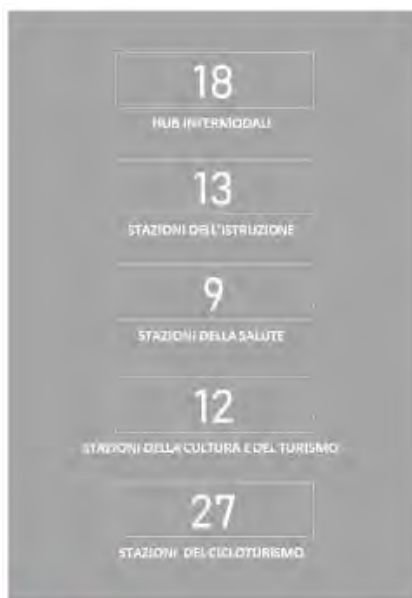 18
HUB INTERMODALI
13
STAZIONI DELL'ISTRUZIONE
9
STAZIONI DELLA SALUTE
12
STAZIONI DELLA CULTURA E DEL TURISMO
27
STAZIONI DEL CICLOTURISMO